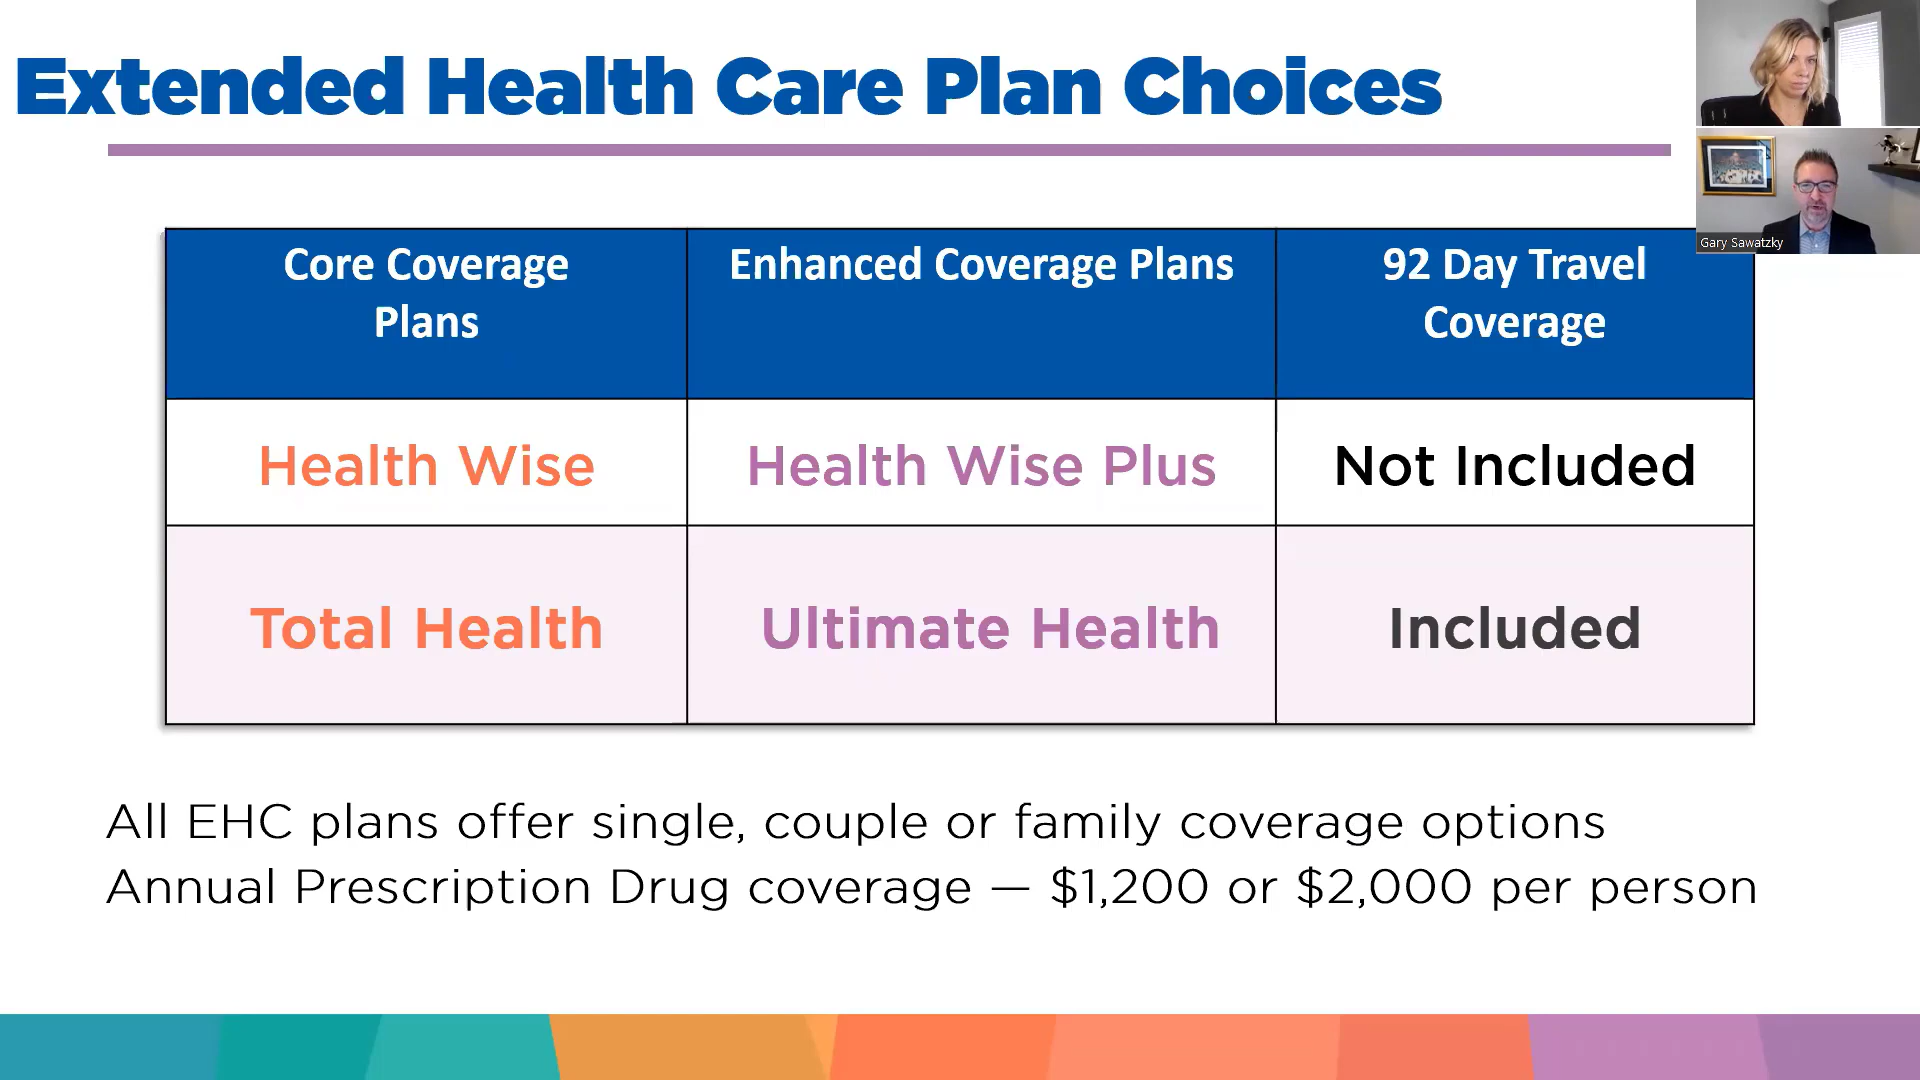 Extended Health Care Plan Choices
Gary Sawatzky
Core Coverage
Plans
Enhanced Coverage Plans
92 Day Travel
Coverage
Health Wise
Health Wise Plus
Not Included
Total Health
Ultimate Health
Included
All EHC plans offer single, couple or family coverage options
Annual Prescription Drug coverage — $1,200 or $2,000 per person